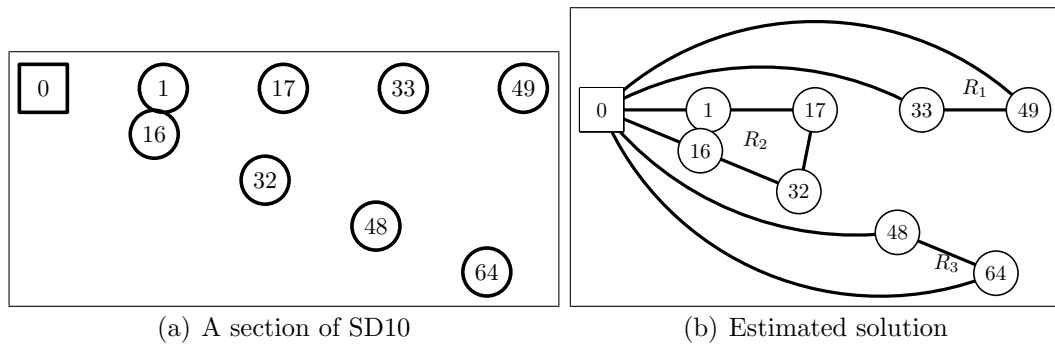 0 1 17 33 49
16
32
48
64
(a) A section of SD10
0 1 17 33 R₁ 49
16 R₂
32
48
R₃ 64
(b) Estimated solution